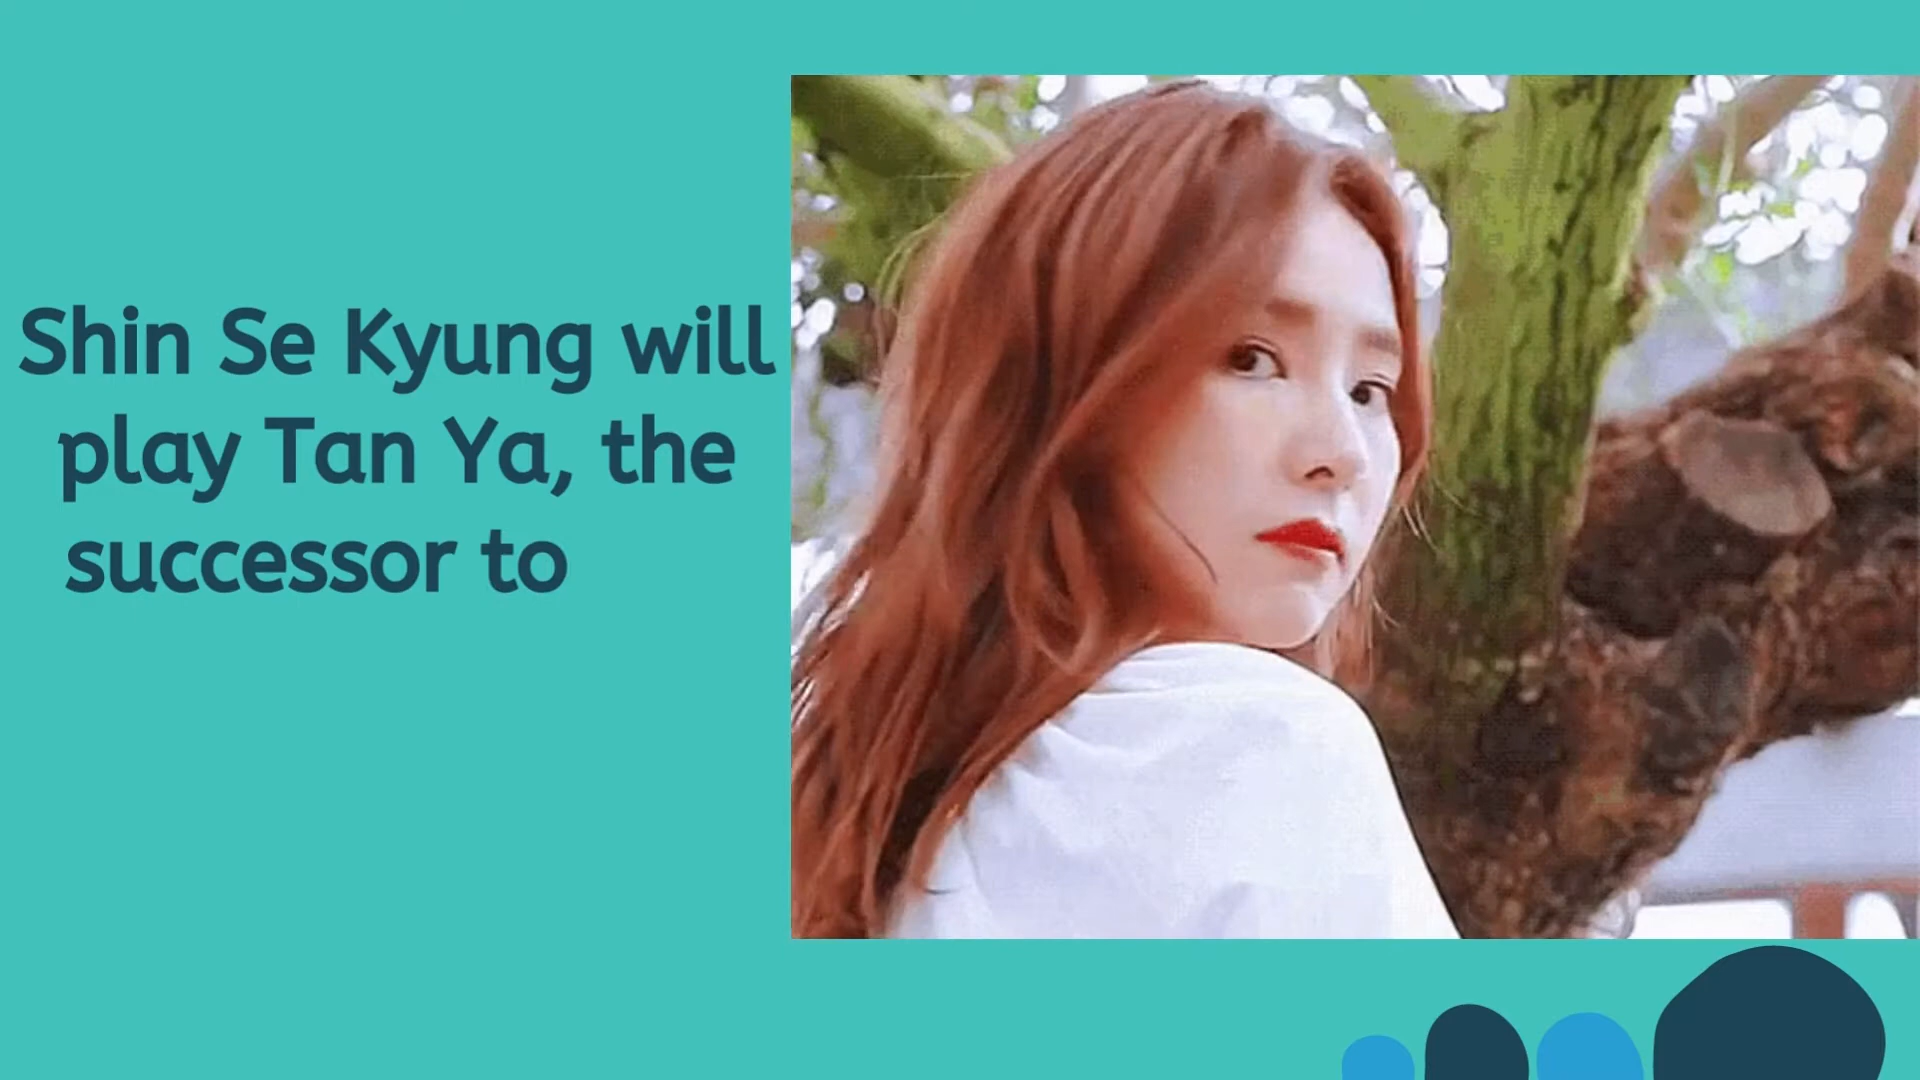 Shin Se Kyung will
play Tan Ya, the
successor to